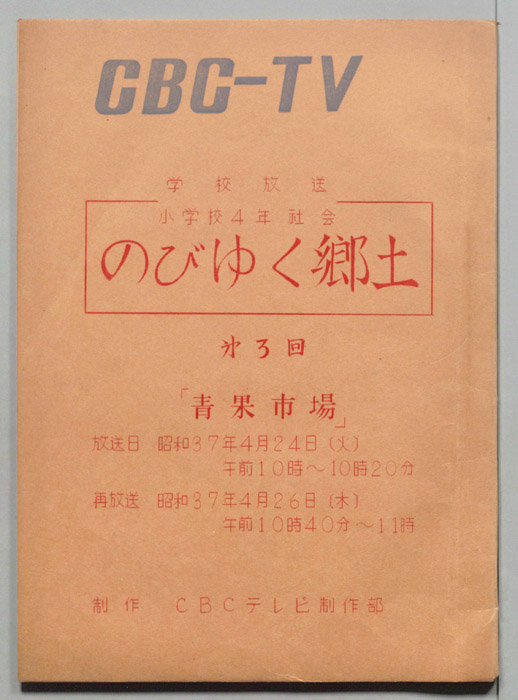 CBC-TV
学校放送
小学校4年社会
のびゆく郷土
第3回
「青果市場」
放送日 昭和37年4月24日(火)
午前10時〜10時20分
再放送 昭和37年4月26日(木)
午前10時40分〜11時
制作 CBCテレビ制作部